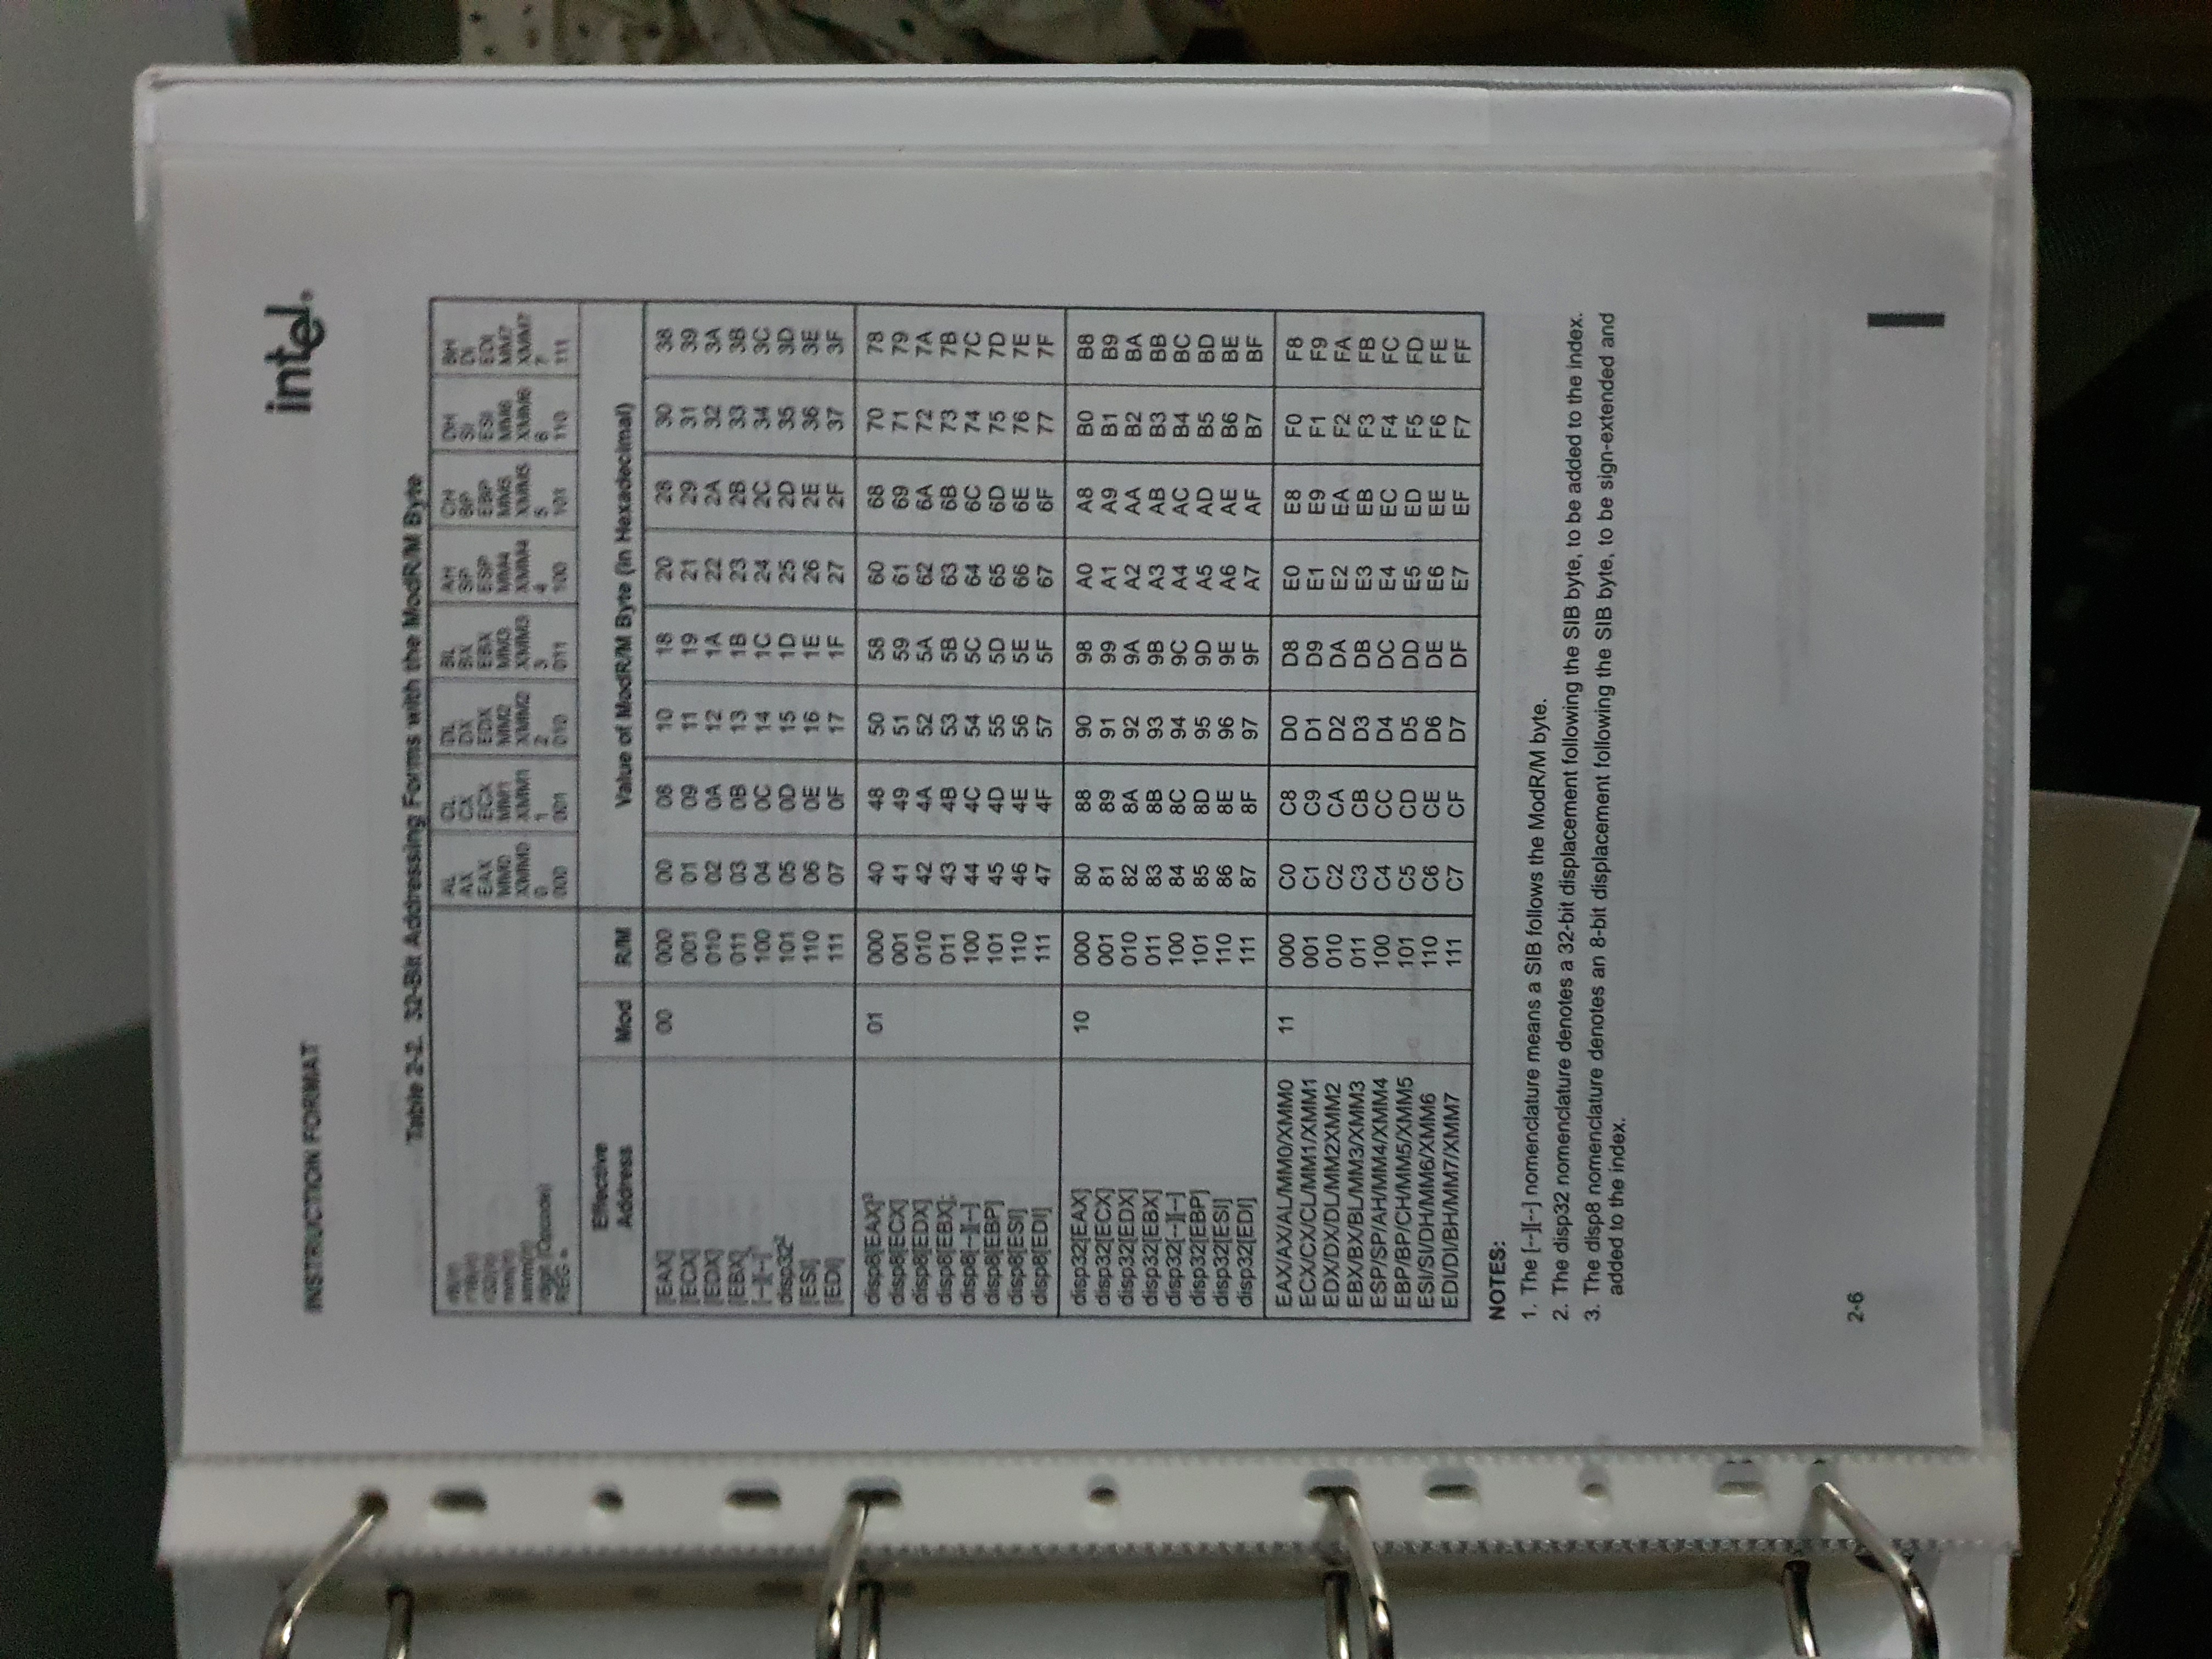 INSTRUCTION FORMAT
intel.
Table 2-2. 32-Bit Addressing Forms with the ModR/M Byte
r8(/r) AL CL DL BL AH CH DH BH
r16(/r) AX CX DX BX SP BP SI DI
r32(/r) EAX ECX EDX EBX ESP EBP ESI EDI
mm(/r) MM0 MM1 MM2 MM3 MM4 MM5 MM6 MM7
xmm(/r) XMM0 XMM1 XMM2 XMM3 XMM4 XMM5 XMM6 XMM7
/digit (Opcode) 0 1 2 3 4 5 6 7
REG = 000 001 010 011 100 101 110 111
Effective
Address Mod R/M Value of ModR/M Byte (in Hexadecimal)
[EAX] 00 000 00 08 10 18 20 28 30 38
[ECX] 001 01 09 11 19 21 29 31 39
[EDX] 010 02 0A 12 1A 22 2A 32 3A
[EBX] 011 03 0B 13 1B 23 2B 33 3B
[--][--]¹ 100 04 0C 14 1C 24 2C 34 3C
disp32² 101 05 0D 15 1D 25 2D 35 3D
[ESI] 110 06 0E 16 1E 26 2E 36 3E
[EDI] 111 07 0F 17 1F 27 2F 37 3F
disp8[EAX]³ 01 000 40 48 50 58 60 68 70 78
disp8[ECX] 001 41 49 51 59 61 69 71 79
disp8[EDX] 010 42 4A 52 5A 62 6A 72 7A
disp8[EBX]; 011 43 4B 53 5B 63 6B 73 7B
disp8[--][--] 100 44 4C 54 5C 64 6C 74 7C
disp8[EBP] 101 45 4D 55 5D 65 6D 75 7D
disp8[ESI] 110 46 4E 56 5E 66 6E 76 7E
disp8[EDI] 111 47 4F 57 5F 67 6F 77 7F
disp32[EAX] 10 000 80 88 90 98 A0 A8 B0 B8
disp32[ECX] 001 81 89 91 99 A1 A9 B1 B9
disp32[EDX] 010 82 8A 92 9A A2 AA B2 BA
disp32[EBX] 011 83 8B 93 9B A3 AB B3 BB
disp32[--][--] 100 84 8C 94 9C A4 AC B4 BC
disp32[EBP] 101 85 8D 95 9D A5 AD B5 BD
disp32[ESI] 110 86 8E 96 9E A6 AE B6 BE
disp32[EDI] 111 87 8F 97 9F A7 AF B7 BF
EAX/AX/AL/MM0/XMM0 11 000 C0 C8 D0 D8 E0 E8 F0 F8
ECX/CX/CL/MM1/XMM1 001 C1 C9 D1 D9 E1 E9 F1 F9
EDX/DX/DL/MM2XMM2 010 C2 CA D2 DA E2 EA F2 FA
EBX/BX/BL/MM3/XMM3 011 C3 CB D3 DB E3 EB F3 FB
ESP/SP/AH/MM4/XMM4 100 C4 CC D4 DC E4 EC F4 FC
EBP/BP/CH/MM5/XMM5 101 C5 CD D5 DD E5 ED F5 FD
ESI/SI/DH/MM6/XMM6 110 C6 CE D6 DE E6 EE F6 FE
EDI/DI/BH/MM7/XMM7 111 C7 CF D7 DF E7 EF F7 FF
NOTES:
1. The [--][--] nomenclature means a SIB follows the ModR/M byte.
2. The disp32 nomenclature denotes a 32-bit displacement following the SIB byte, to be added to the index.
3. The disp8 nomenclature denotes an 8-bit displacement following the SIB byte, to be sign-extended and
added to the index.
2-6